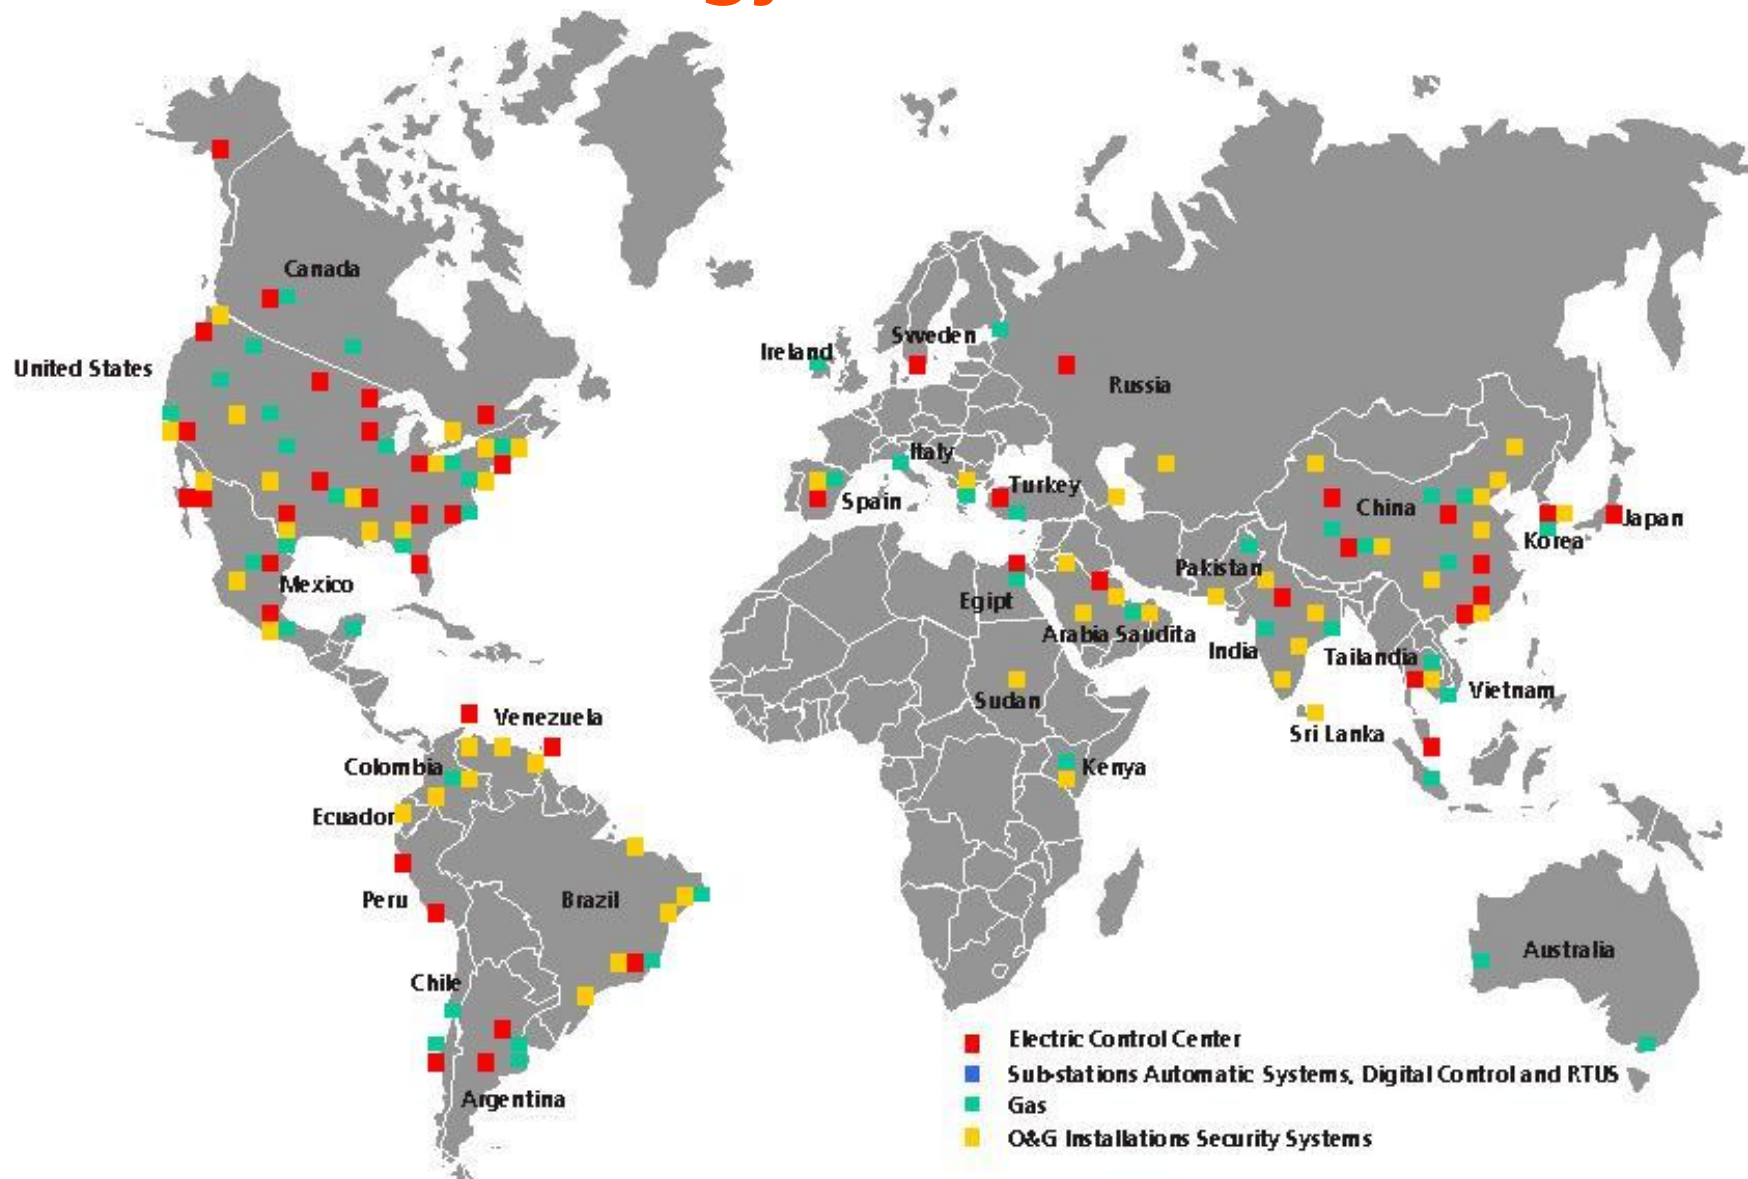 Canada
United States
Ireland
Svveden
Russia
Italy
Spain
Turkey
China
Japan
Korea
Mexico
Egipt
Pakistan
Arabia Saudita
India
Tailandia
Vietnam
Sudan
Sri Lanka
Venezuela
Colombia
Kenya
Ecuador
Peru
Brazil
Australia
Chile
Argentina
Electric Control Center
Sub-stations Automatic Systems, Digital Control and RTUS
Gas
O&G Installations Security Systems